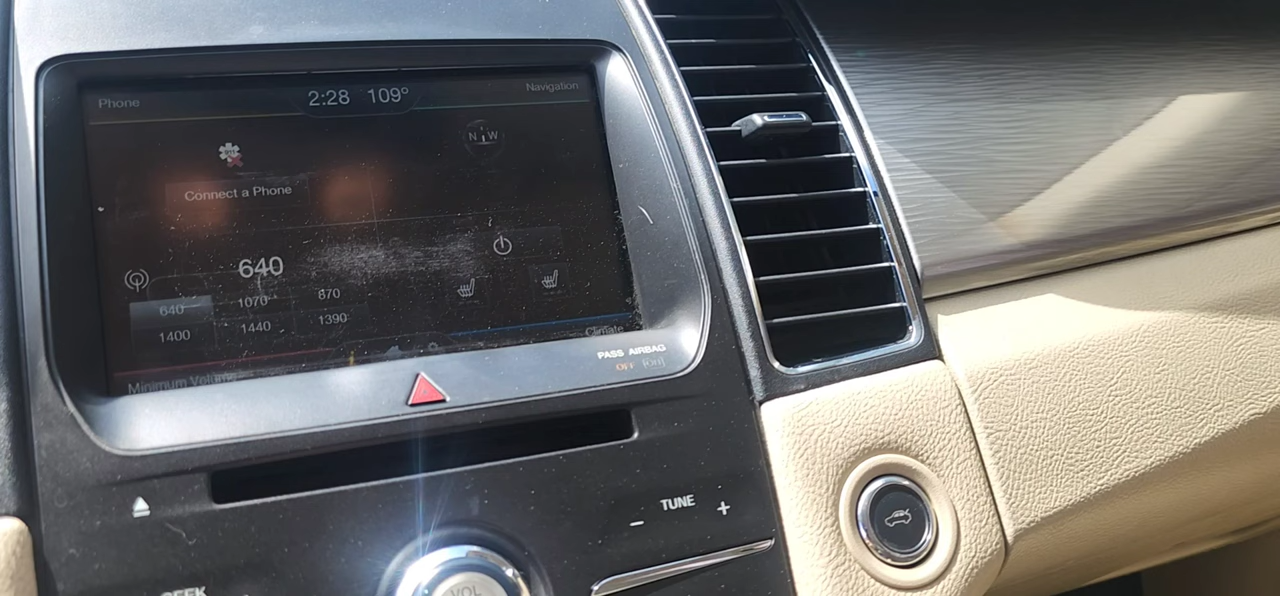 Phone
2:28 109°
Navigation
N W
Connect a Phone
640
640 1070 870
1400 1440 1390
Climate
Minimum Volume
PASS AIRBAG
OFF
TUNE
- +
SEEK
VOL